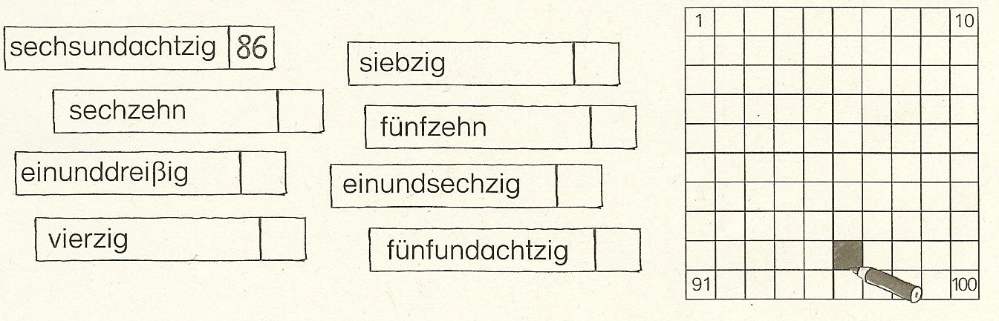 sechsundachtzig 86
sechzehn
einunddreißig
vierzig
siebzig
fünfzehn
einundsechzig
fünfundachtzig
1 10
91 100